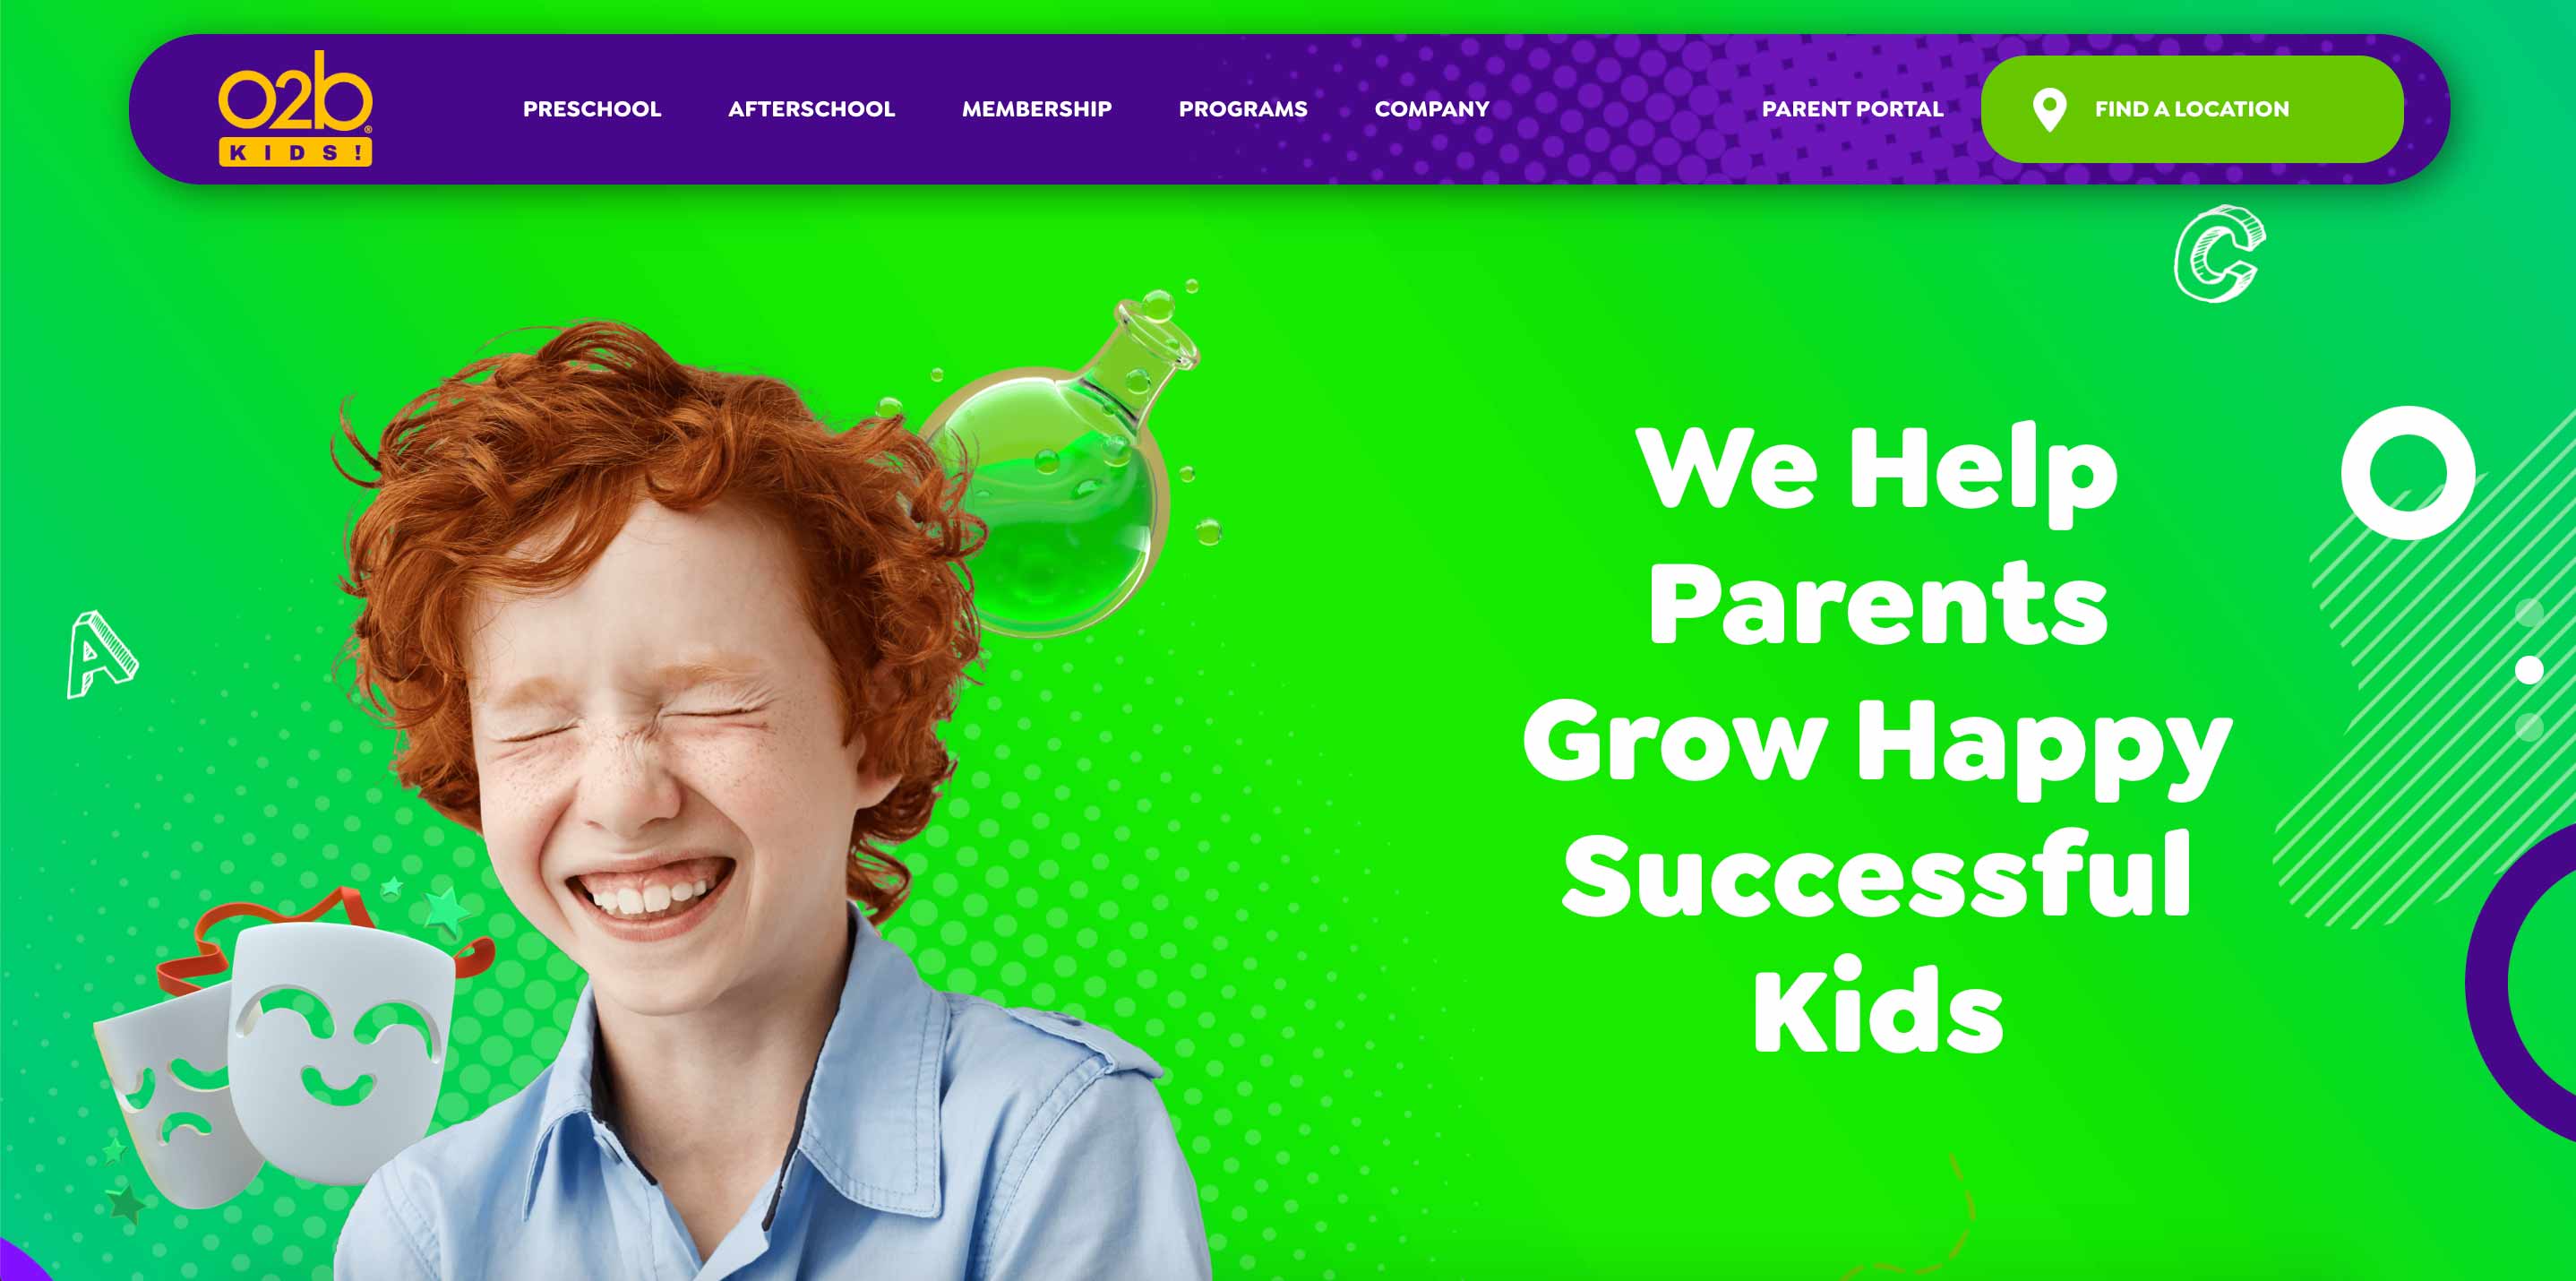 o2b
KIDS!
PRESCHOOL
AFTERSCHOOL
MEMBERSHIP
PROGRAMS
COMPANY
PARENT PORTAL
FIND A LOCATION
C
A
We Help
Parents
Grow Happy
Successful
Kids